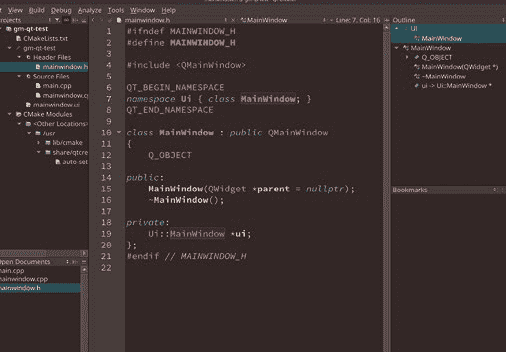 View Build Debug Analyze Tools Window Help
Projects
mainwindow.h
MainWindow
Line: 7, Col: 16
Outline
gm-qt-test
CMakeLists.txt
gm-qt-test
Header Files
mainwindow.h
Source Files
main.cpp
mainwindow.c
mainwindow.ui
CMake Modules
<Other Locations>
/usr
lib/cmake
share/qtcre
auto set
1 #ifndef MAINWINDOW_H
2 #define MAINWINDOW_H
3
4 #include <QMainWindow>
5
6 QT_BEGIN_NAMESPACE
7 namespace Ui { class MainWindow; }
8 QT_END_NAMESPACE
9
10 class MainWindow : public QMainWindow
11 {
12 Q_OBJECT
13
14 public:
15 MainWindow(QWidget *parent = nullptr);
16 ~MainWindow();
17
18 private:
19 Ui::MainWindow *ui;
20 };
21 #endif // MAINWINDOW_H
22
Ui
MainWindow
MainWindow
Q_OBJECT
MainWindow(QWidget *)
~MainWindow
ui -> Ui::MainWindow *
Bookmarks
Open Documents
main.cpp
mainwindow.cpp
mainwindow.h